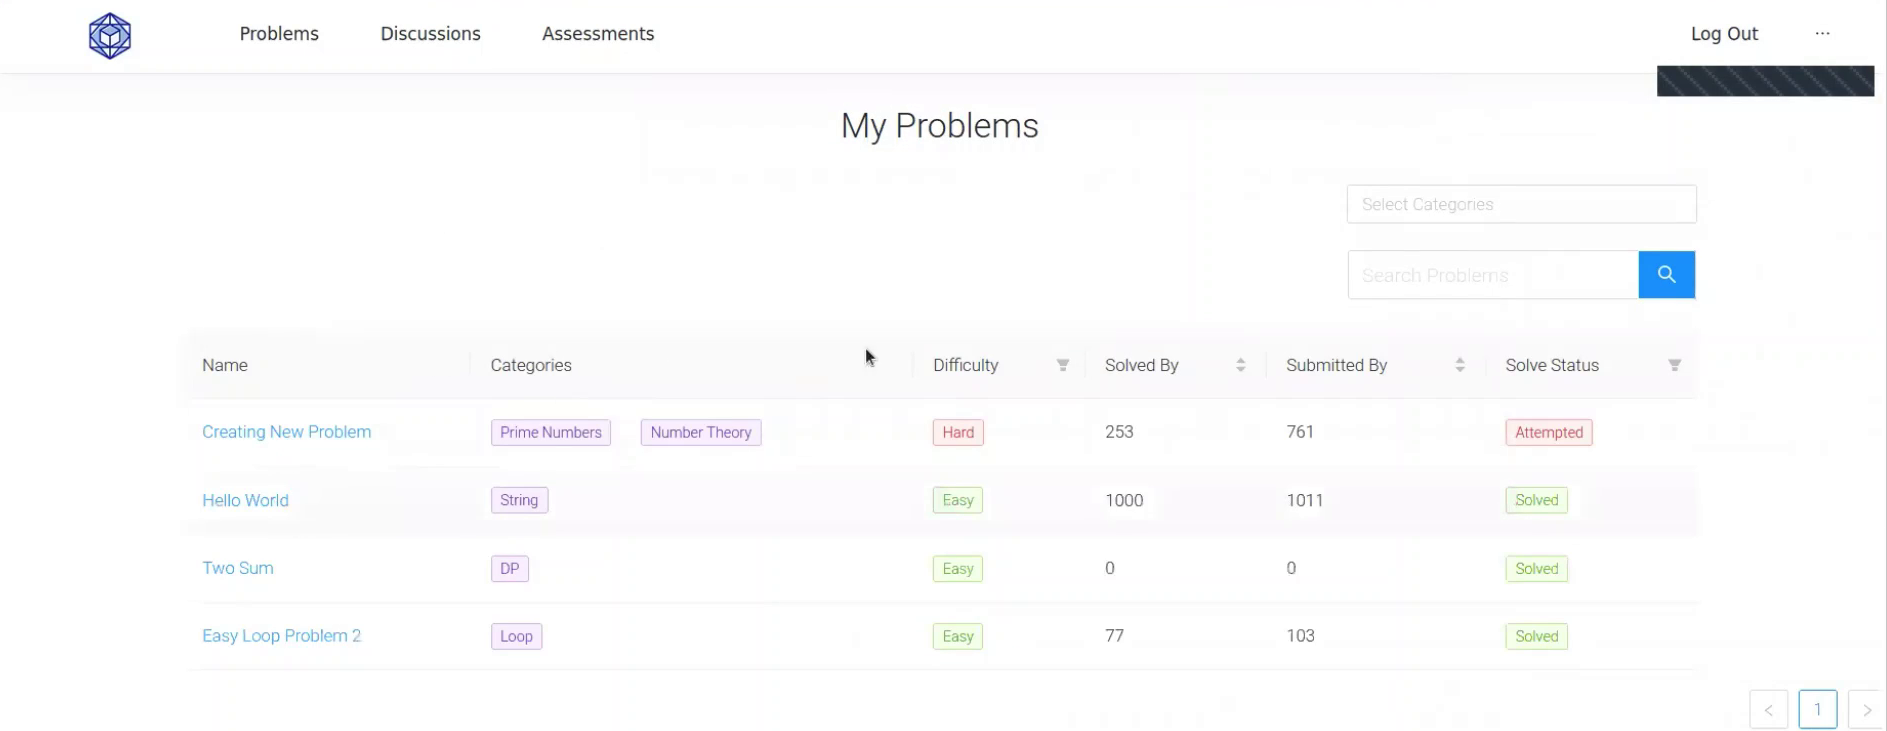 Problems Discussions Assessments Log Out ...
My Problems
Select Categories
Search Problems
Name Categories Difficulty Solved By Submitted By Solve Status
Creating New Problem Prime Numbers Number Theory Hard 253 761 Attempted
Hello World String Easy 1000 1011 Solved
Two Sum DP Easy 0 0 Solved
Easy Loop Problem 2 Loop Easy 77 103 Solved
< 1 >